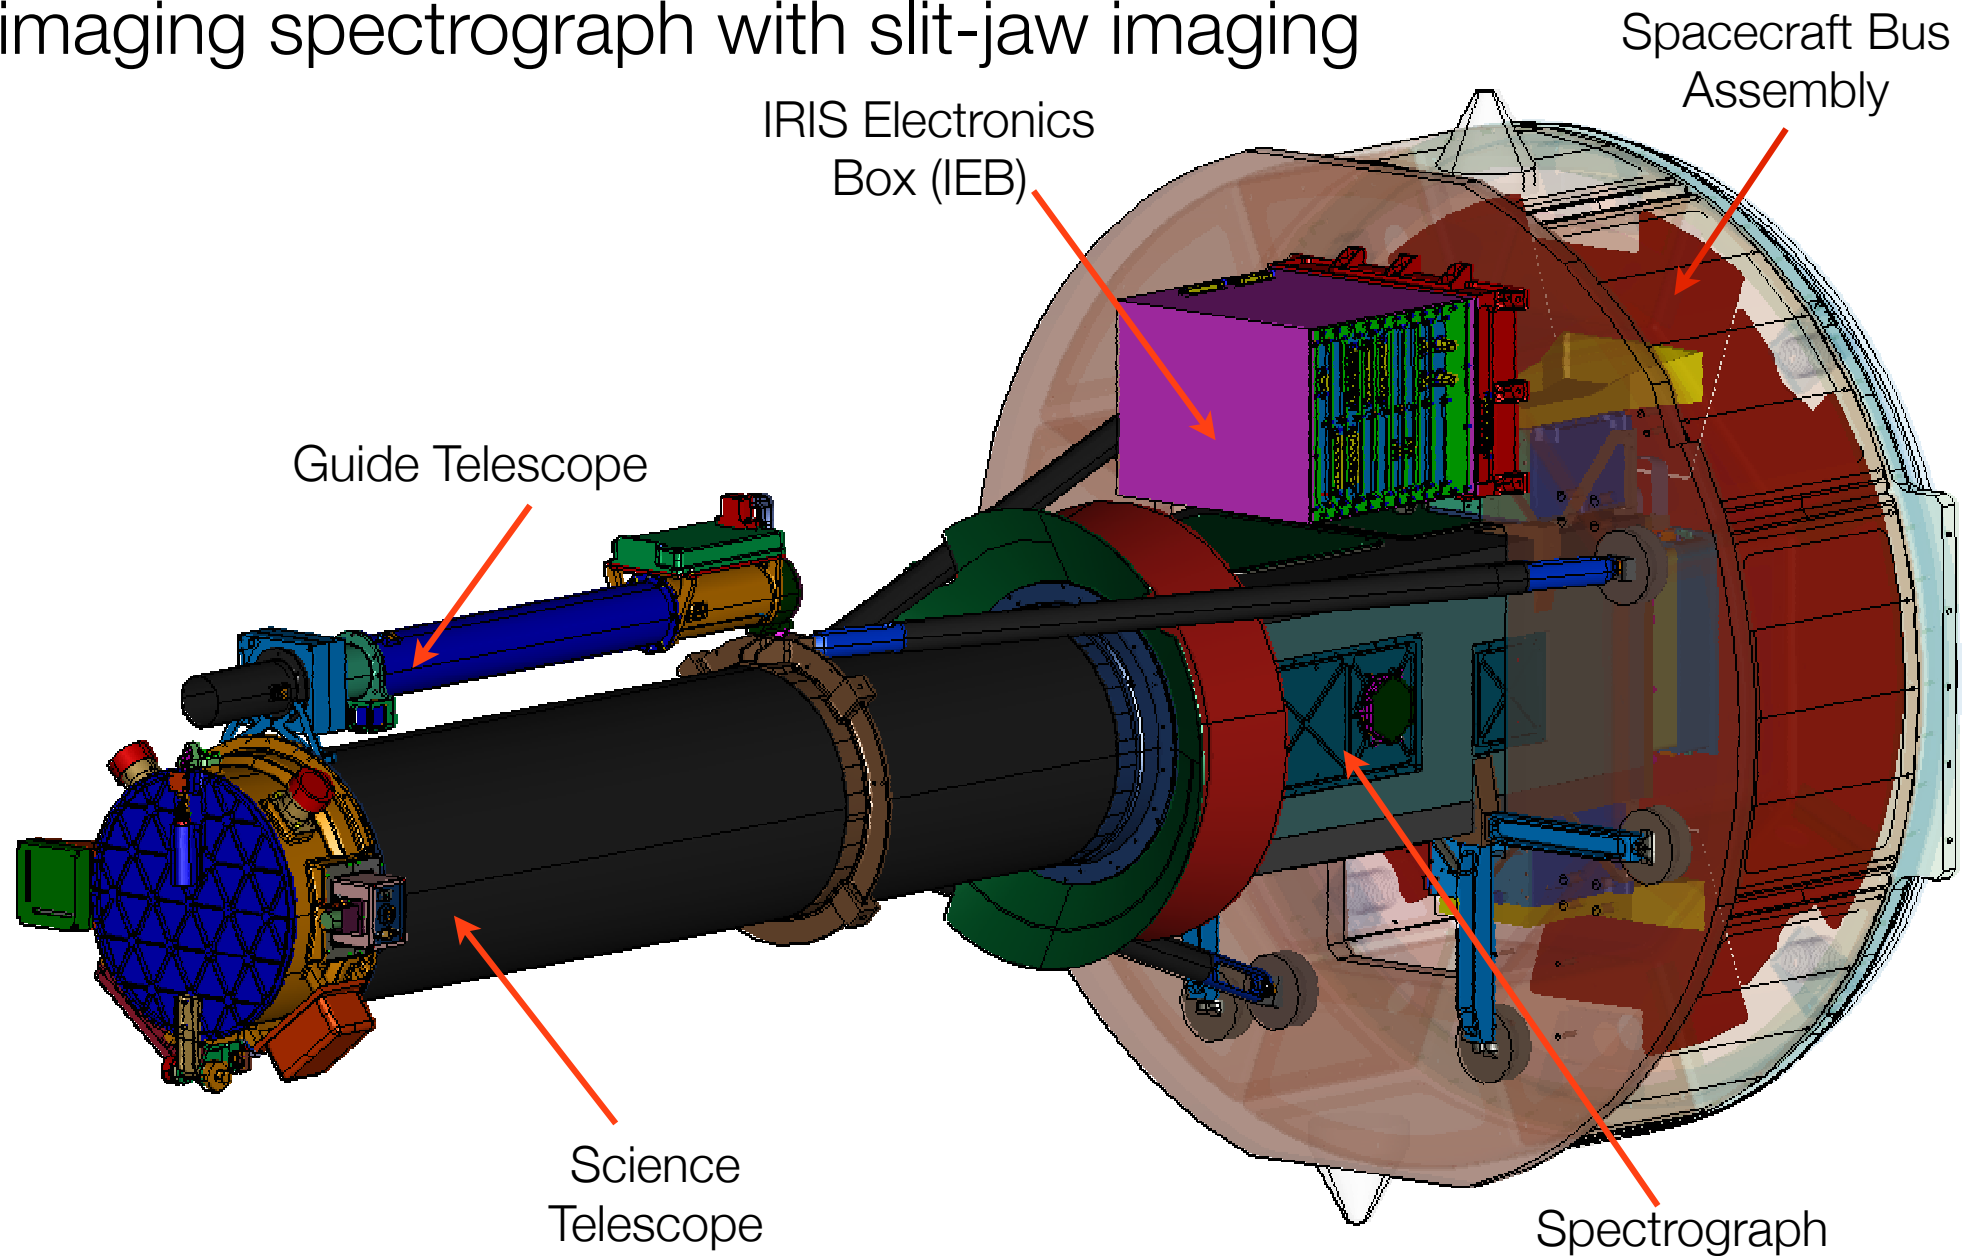 imaging spectrograph with slit-jaw imaging
Spacecraft Bus
Assembly
IRIS Electronics
Box (IEB)
Guide Telescope
Science
Telescope
Spectrograph